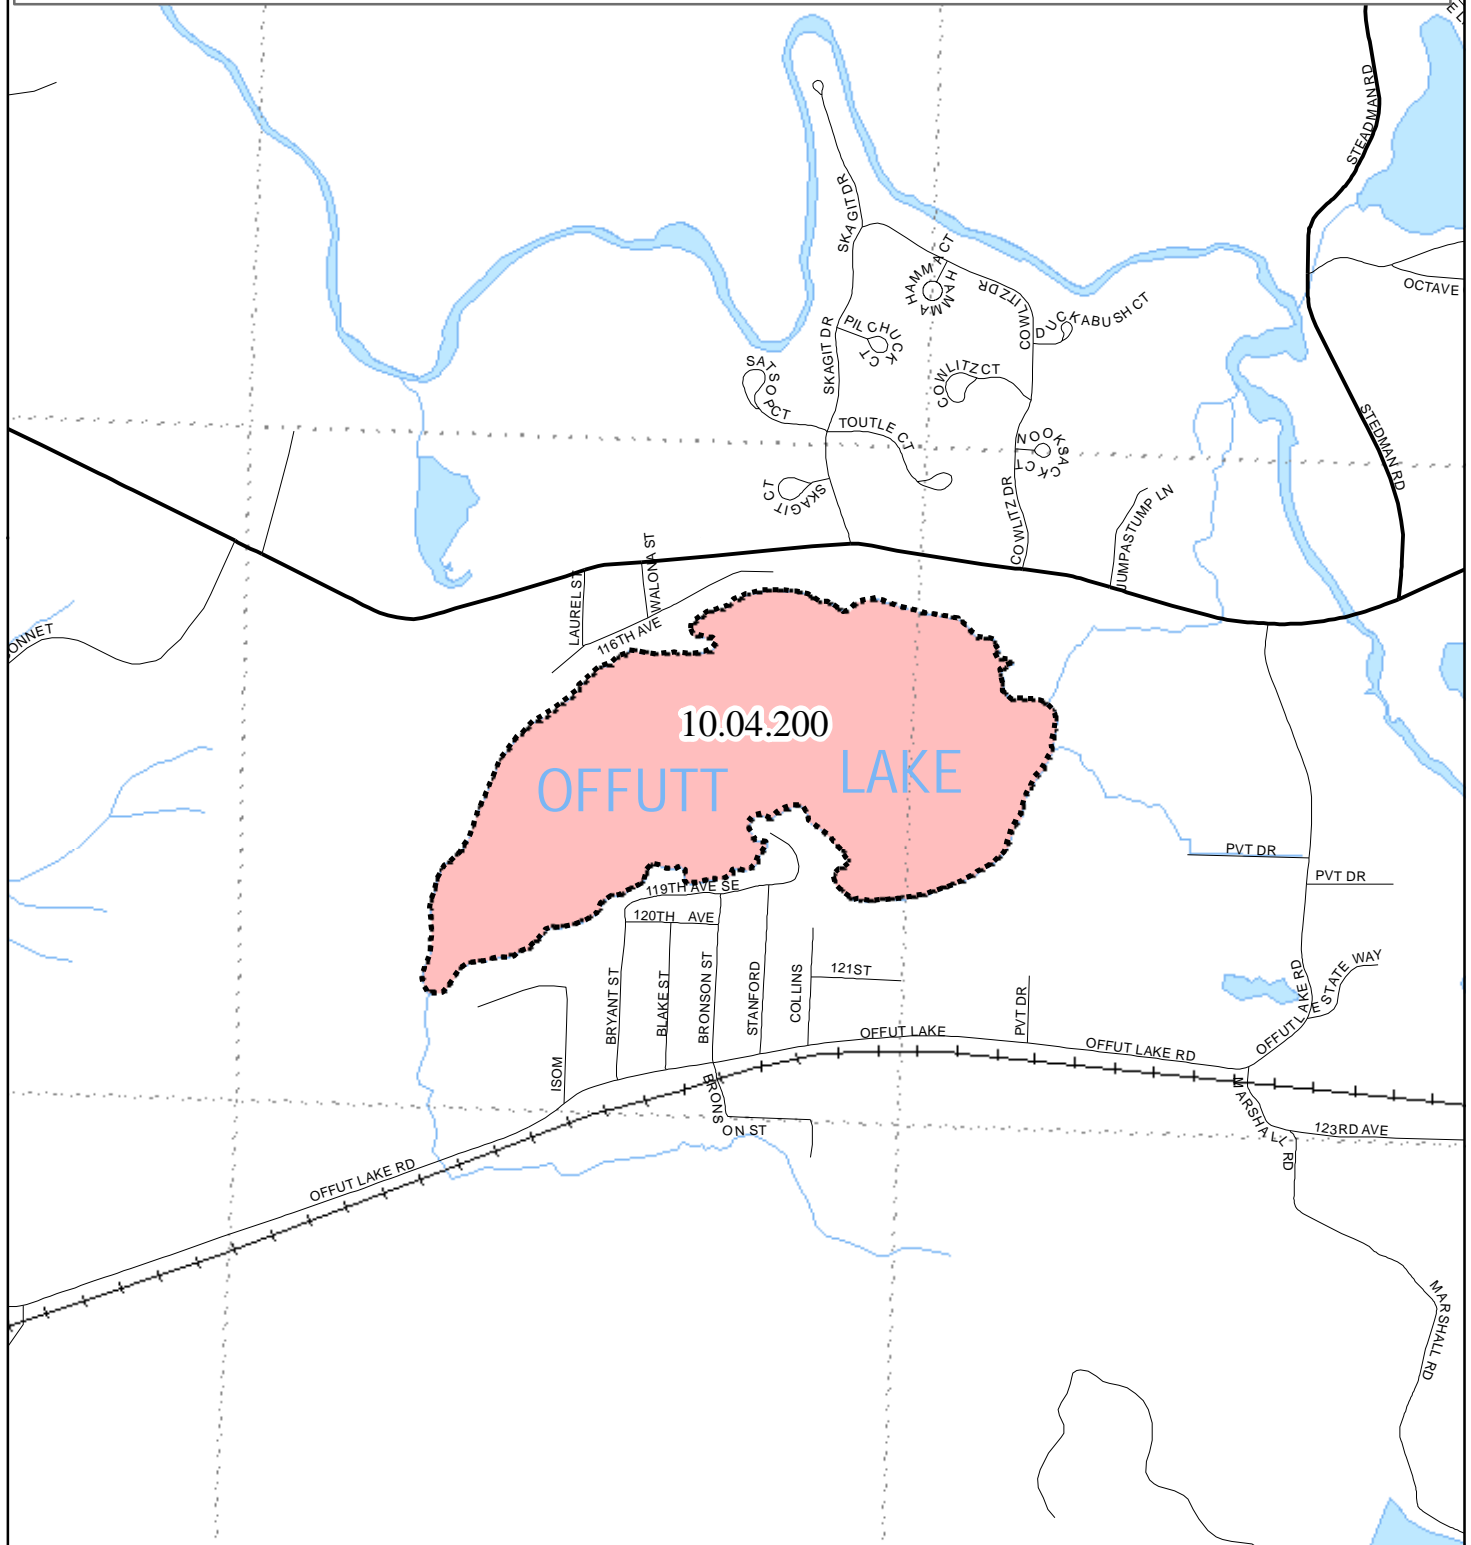 STEADMAN RD
SKAGIT DR
HAMMA HAMMA CT
COWLITZ DR
DUCKABUSH CT
OCTAVE
SKAGIT DR
PILCHUCK CT
SATSOP CT
COWLITZ CT
TOUTLE CT
NOOKSACK CT
SKAGIT CT
COWLITZ DR
JUMPASTUMP LN
STEDMAN RD
WALONA ST
LAUREL ST
116TH AVE
ONNET
10.04.200
OFFUTT LAKE
PVT DR
PVT DR
119TH AVE SE
120TH AVE
BRYANT ST
BLAKE ST
BRONSON ST
STANFORD
COLLINS
121ST
PVT DR
OFFUT LAKE RD
ESTATE WAY
ISOM
OFFUT LAKE
OFFUT LAKE RD
BRONSON ST
MARSHALL RD
123RD AVE
OFFUT LAKE RD
MARSHALL RD